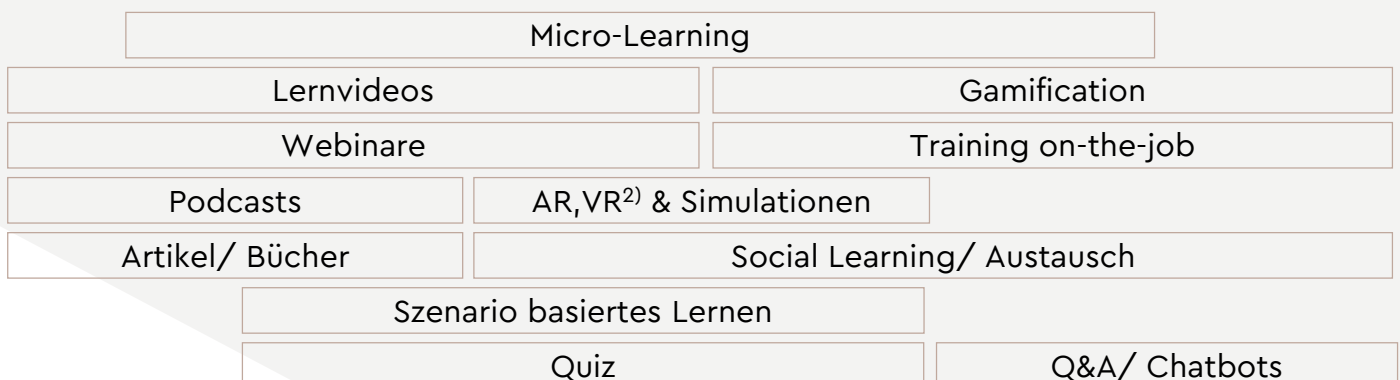 Micro-Learning
Lernvideos Gamification
Webinare Training on-the-job
Podcasts AR,VR2) & Simulationen
Artikel/ Bücher Social Learning/ Austausch
Szenario basiertes Lernen
Quiz Q&A/ Chatbots